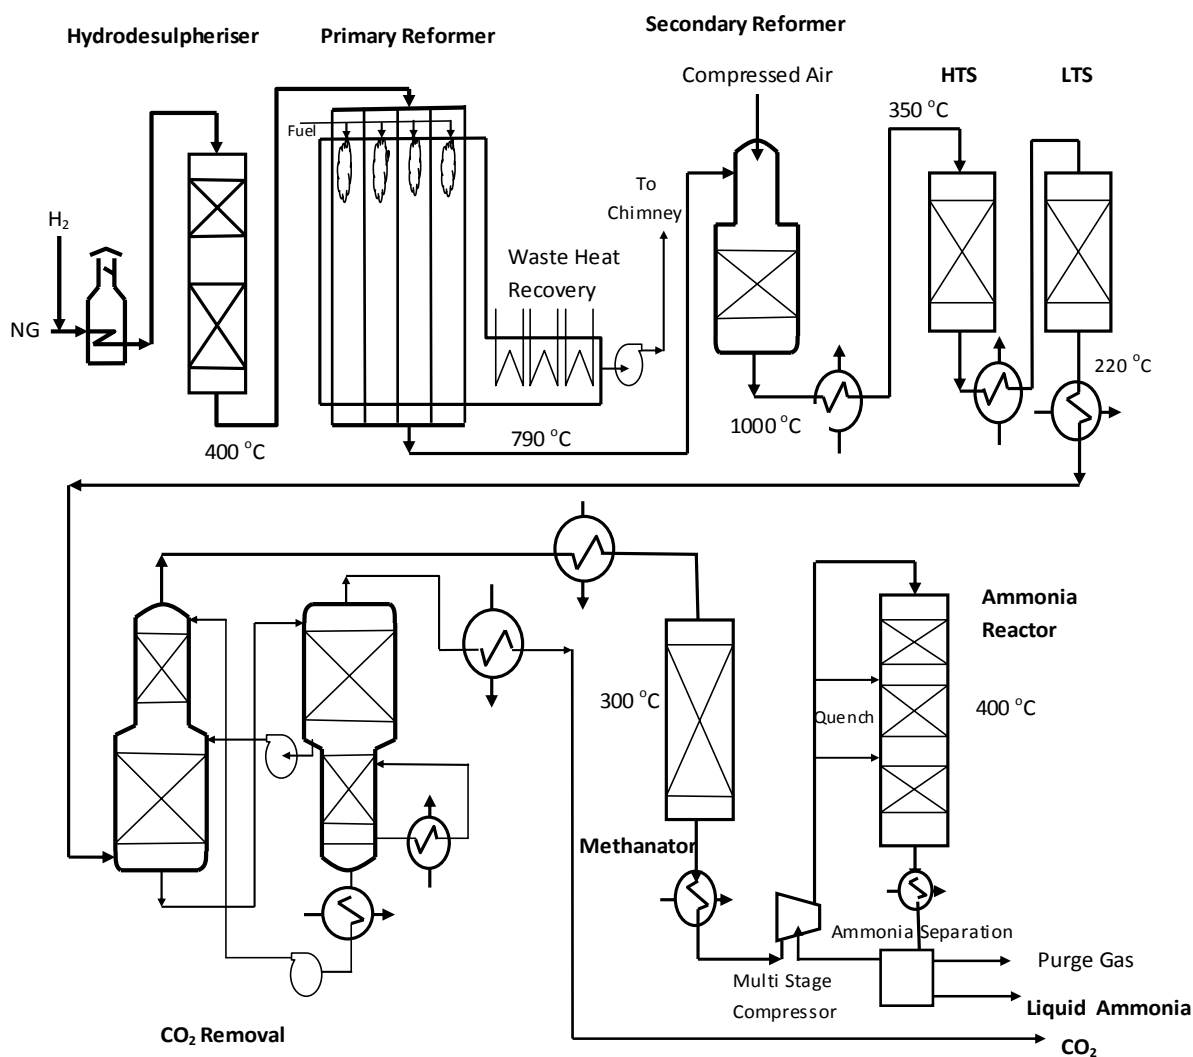 Hydrodesulpheriser
Primary Reformer
Secondary Reformer
Compressed Air
HTS
LTS
350 °C
Fuel
To
Chimney
H₂
Waste Heat
Recovery
NG
220 °C
400 °C
790 °C
1000 °C
Ammonia
Reactor
300 °C
Quench
400 °C
Methanator
Ammonia Separation
Purge Gas
Multi Stage
Compressor
Liquid Ammonia
CO₂ Removal
CO₂